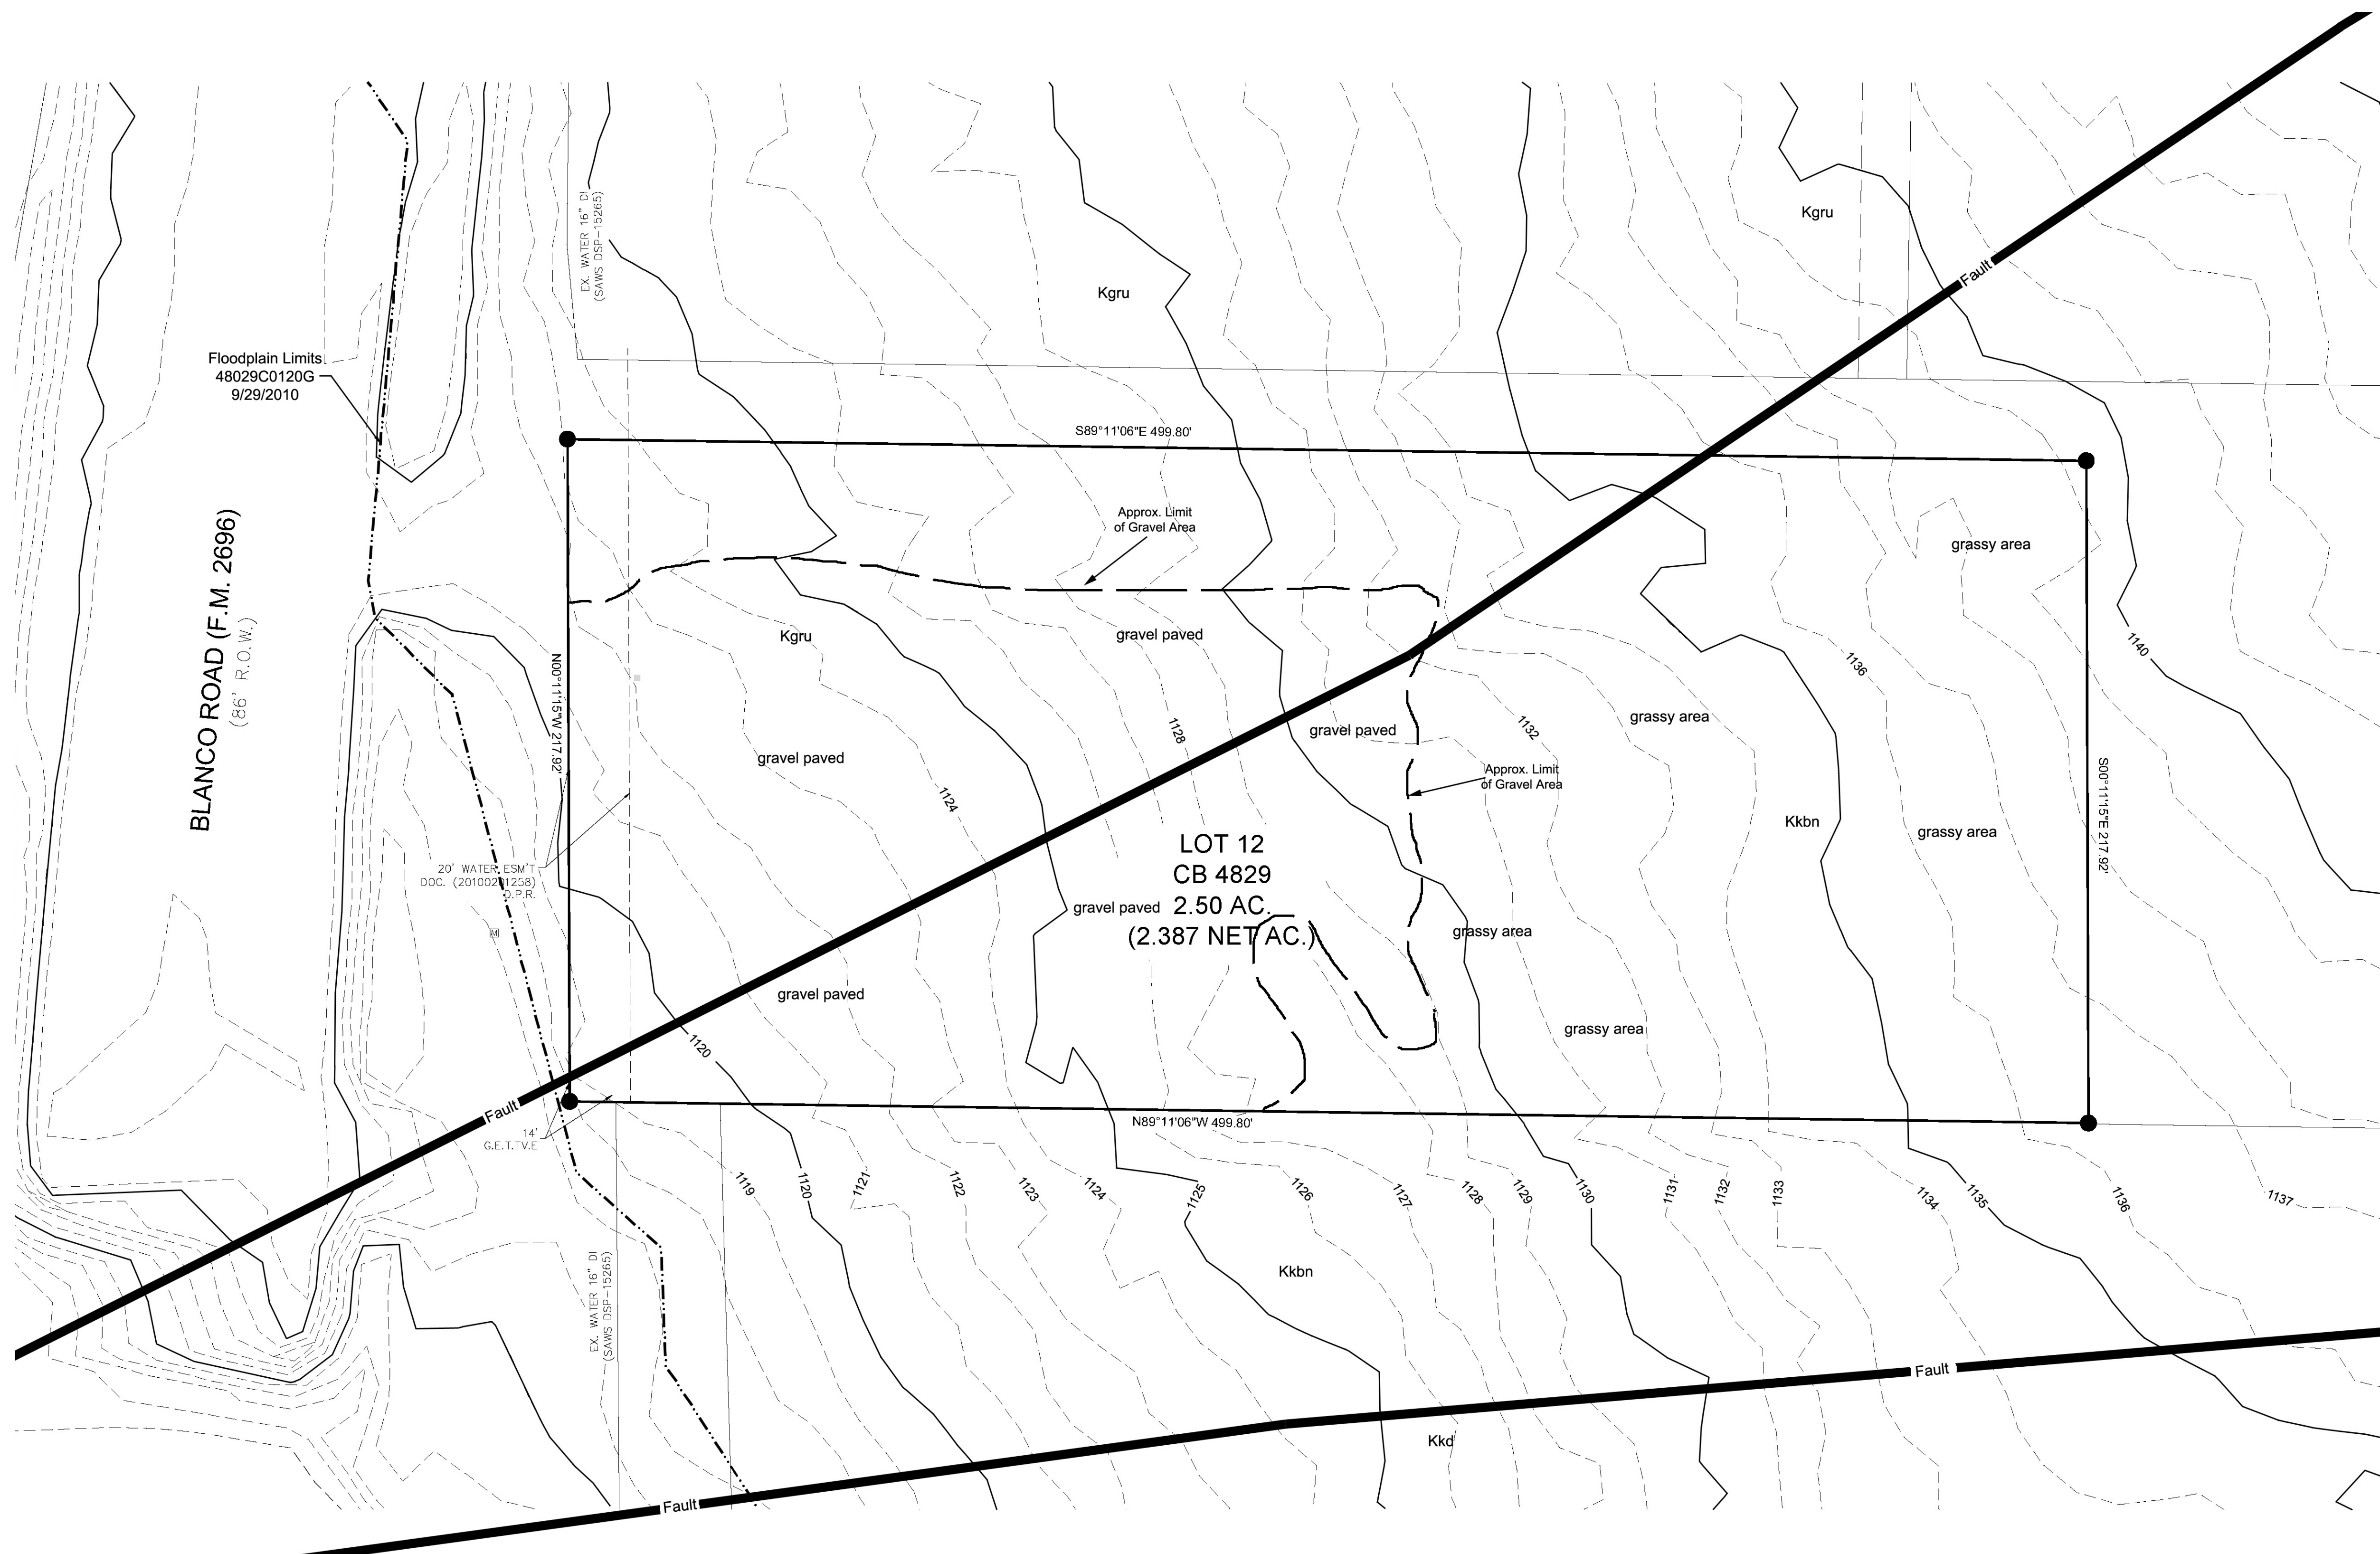 Kgru
Fault
EX. WATER 16" DI
(SAWS DSP-15265)
Kgru
Floodplain Limits
48029C0120G
9/29/2010
S89°11'06"E 499.80'
Approx. Limit
of Gravel Area
grassy area
BLANCO ROAD (F.M. 2696)
(86' R.O.W.)
Kgru
gravel paved
1140
1136
N00°11'15"W 217.92'
1128
gravel paved
1132
grassy area
gravel paved
Approx. Limit
of Gravel Area
S00°11'15"E 217.92'
1124
Kkbn
grassy area
LOT 12
CB 4829
2.50 AC.
(2.387 NET AC.)
20' WATER ESM'T
DOC. (20100201258)
D.P.R.
gravel paved
grassy area
M
gravel paved
grassy area
1120
Fault
14'
G.E.T.TV.E
N89°11'06"W 499.80'
1119
1120
1121
1122
1123
1124
1125
1126
1127
1128
1129
1130
1131
1132
1133
1134
1135
1136
1137
EX. WATER 16" DI
(SAWS DSP-15265)
Kkbn
Fault
Kkd
Fault